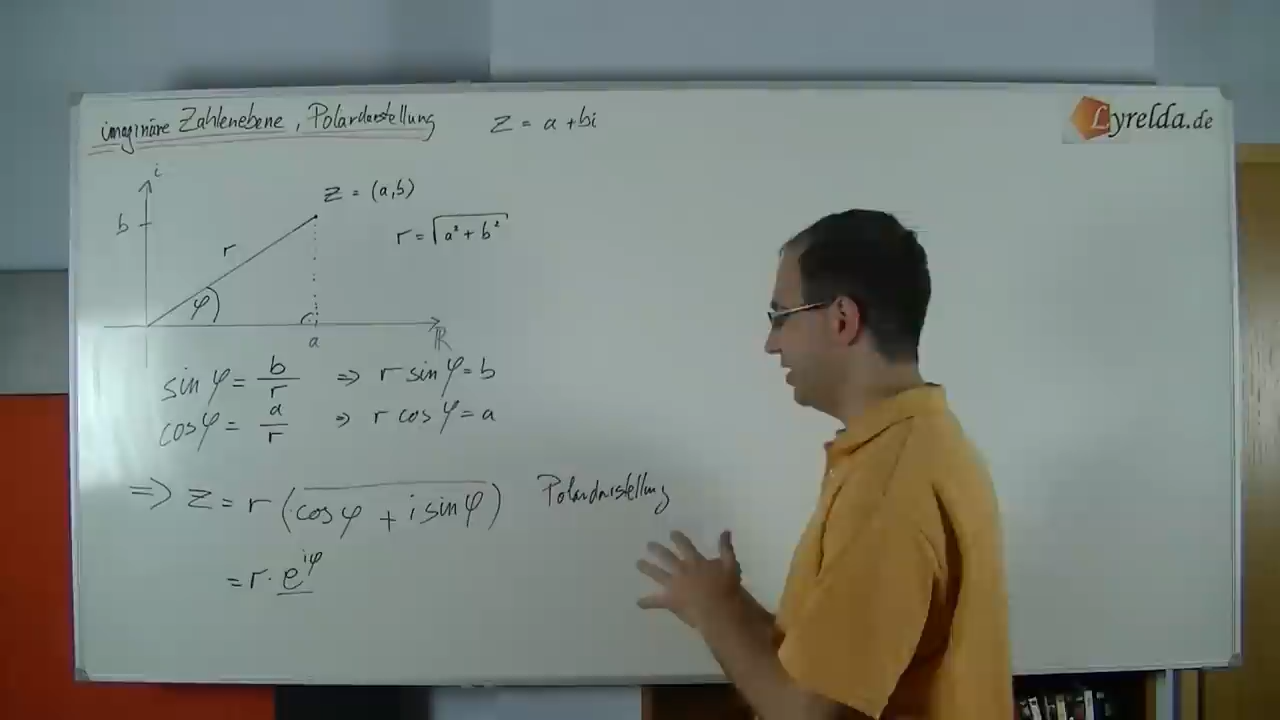 imaginäre Zahlenebene, Polardarstellung z = a + bi
Lyrelda.de
i
z = (a,b)
b
r = √(a² + b²)
r
φ
a
ℝ
sin φ = b/r ⇒ r sin φ = b
cos φ = a/r ⇒ r cos φ = a
⇒ z = r (cos φ + i sin φ) Polardarstellung
= r · e^{iφ}